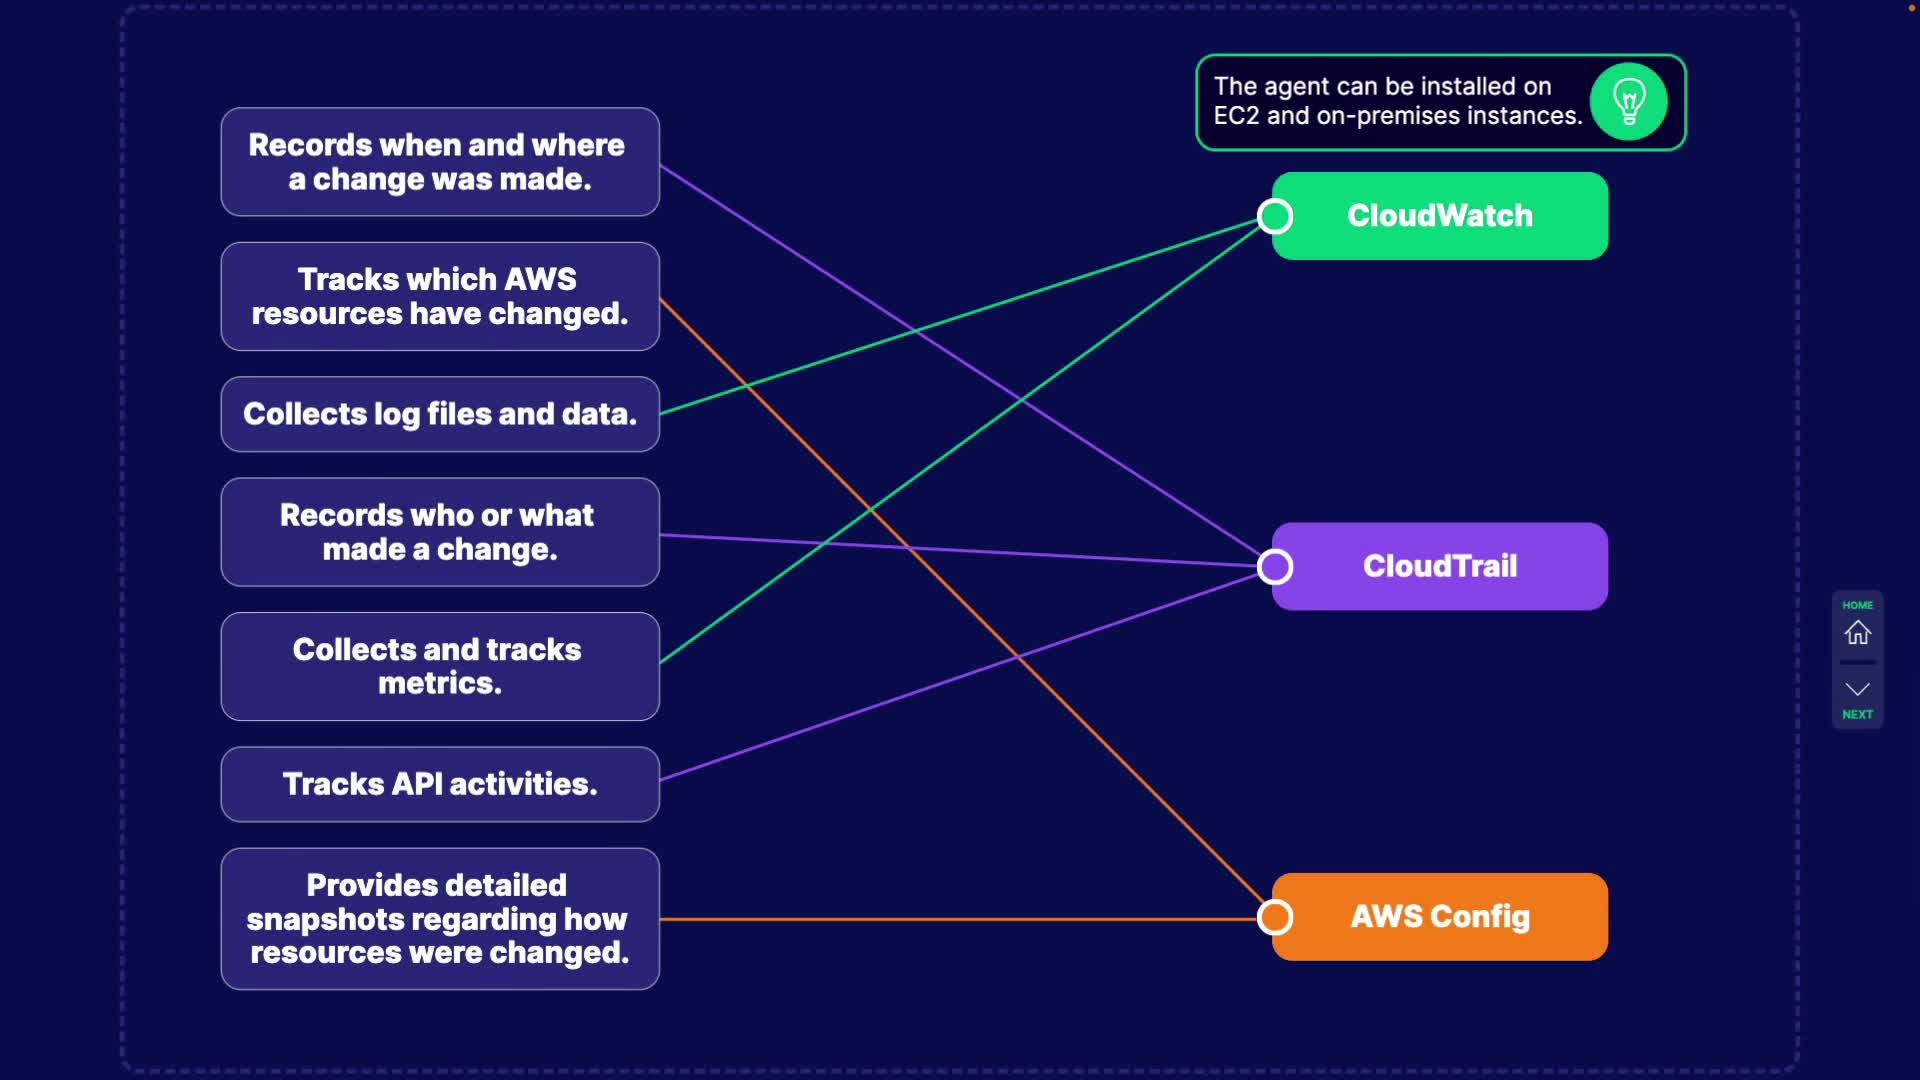 The agent can be installed on
EC2 and on-premises instances.
Records when and where
a change was made.
CloudWatch
Tracks which AWS
resources have changed.
Collects log files and data.
Records who or what
made a change.
CloudTrail
HOME
Collects and tracks
metrics.
NEXT
Tracks API activities.
Provides detailed
snapshots regarding how
resources were changed.
AWS Config